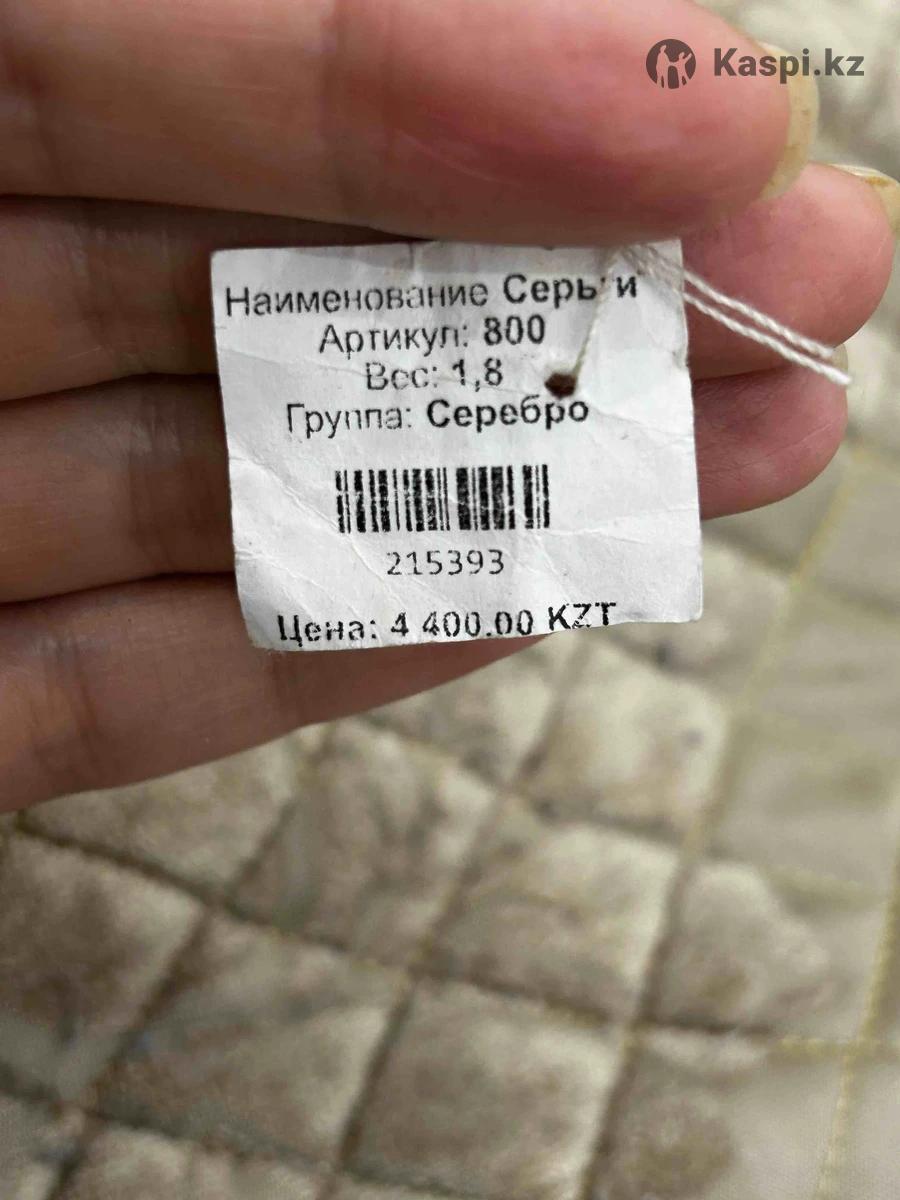 Kaspi.kz
Наименование Серьги
Артикул: 800
Вес: 1,8
Группа: Серебро
215393
Цена: 4 400.00 KZT